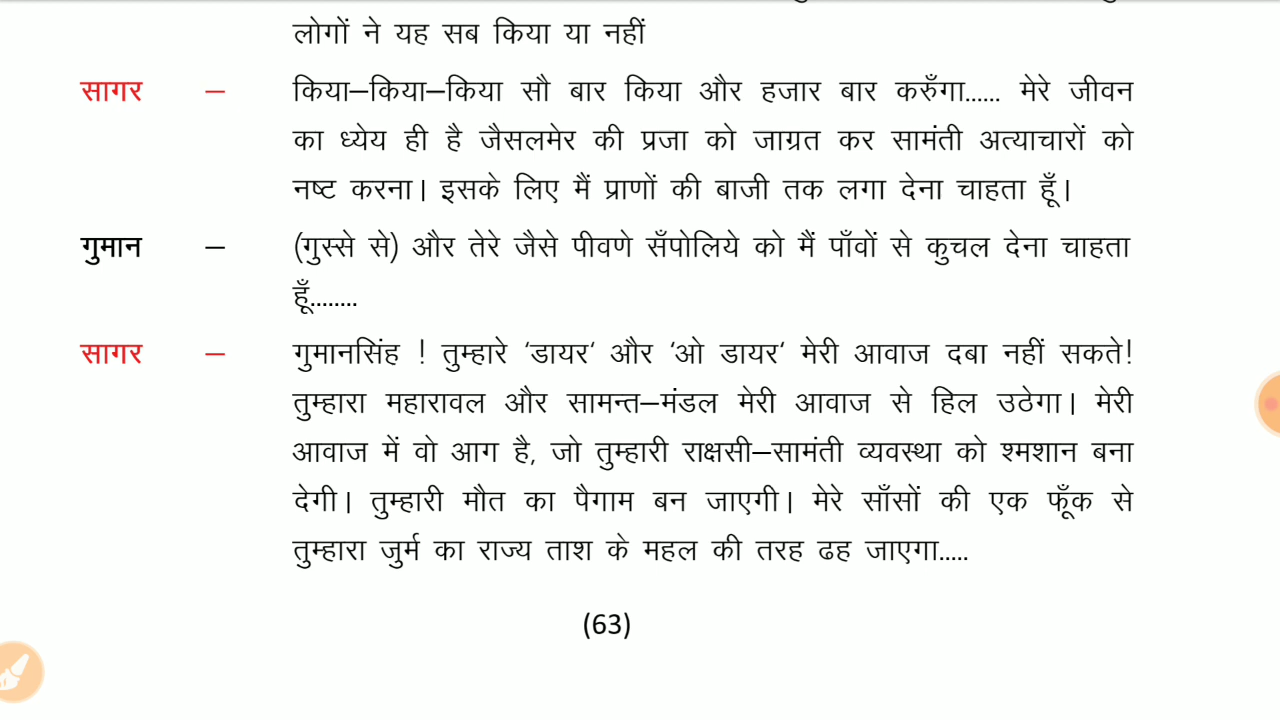 लोगों ने यह सब किया या नहीं
सागर – किया–किया–किया सौ बार किया और हजार बार करुँगा...... मेरे जीवन
का ध्येय ही है जैसलमेर की प्रजा को जाग्रत कर सामंती अत्याचारों को
नष्ट करना। इसके लिए मैं प्राणों की बाजी तक लगा देना चाहता हूँ।
गुमान – (गुस्से से) और तेरे जैसे पीवणे सँपोलिये को मैं पाँवों से कुचल देना चाहता
हूँ........
सागर – गुमानसिंह ! तुम्हारे ‘डायर‘ और ‘ओ डायर‘ मेरी आवाज दबा नहीं सकते!
तुम्हारा महारावल और सामन्त–मंडल मेरी आवाज से हिल उठेगा। मेरी
आवाज में वो आग है, जो तुम्हारी राक्षसी–सामंती व्यवस्था को श्मशान बना
देगी। तुम्हारी मौत का पैगाम बन जाएगी। मेरे साँसों की एक फूँक से
तुम्हारा जुर्म का राज्य ताश के महल की तरह ढह जाएगा.....
(63)